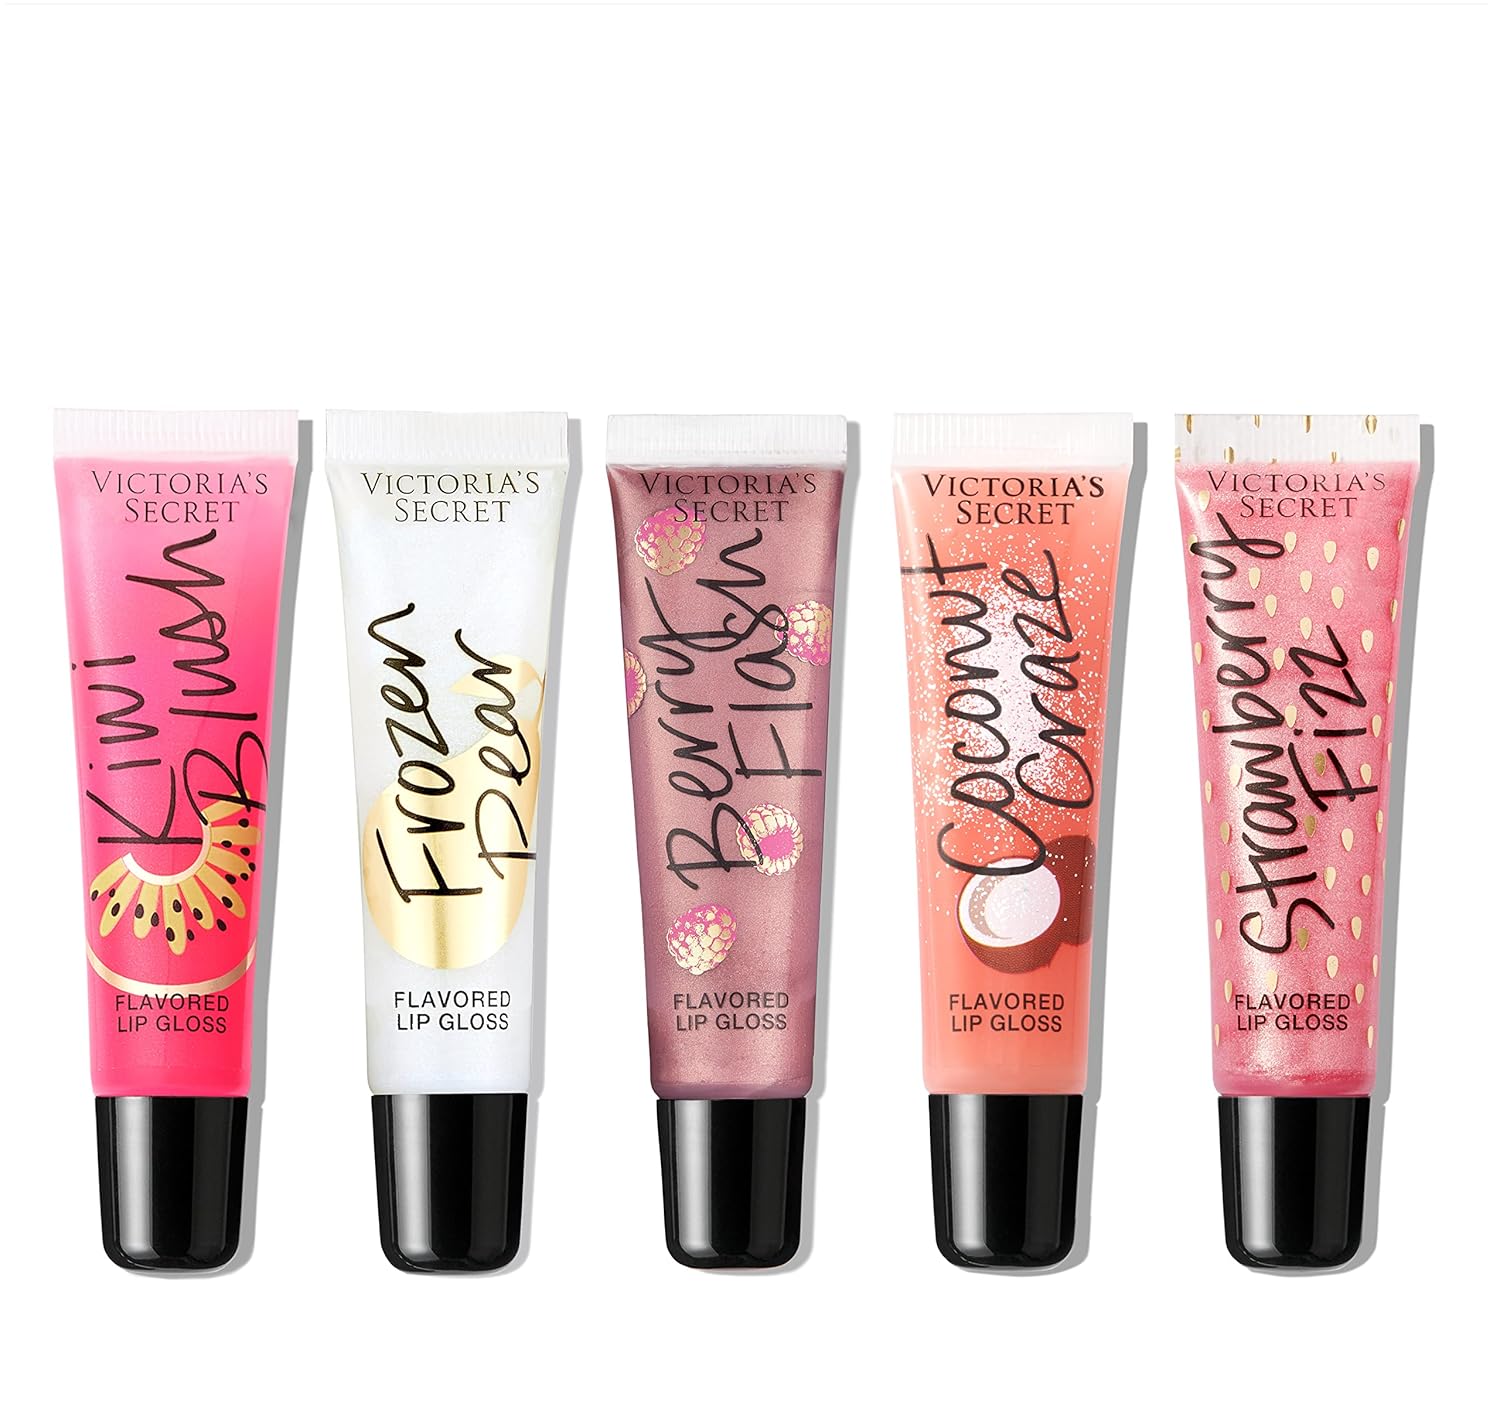 VICTORIA'S
SECRET
Kiwi
Blush
FLAVORED
LIP GLOSS
VICTORIA'S
SECRET
Frozen
Pear
FLAVORED
LIP GLOSS
VICTORIA'S
SECRET
Berry
Flash
FLAVORED
LIP GLOSS
VICTORIA'S
SECRET
Coconut
Craze
FLAVORED
LIP GLOSS
VICTORIA'S
SECRET
Strawberry
Fizz
FLAVORED
LIP GLOSS